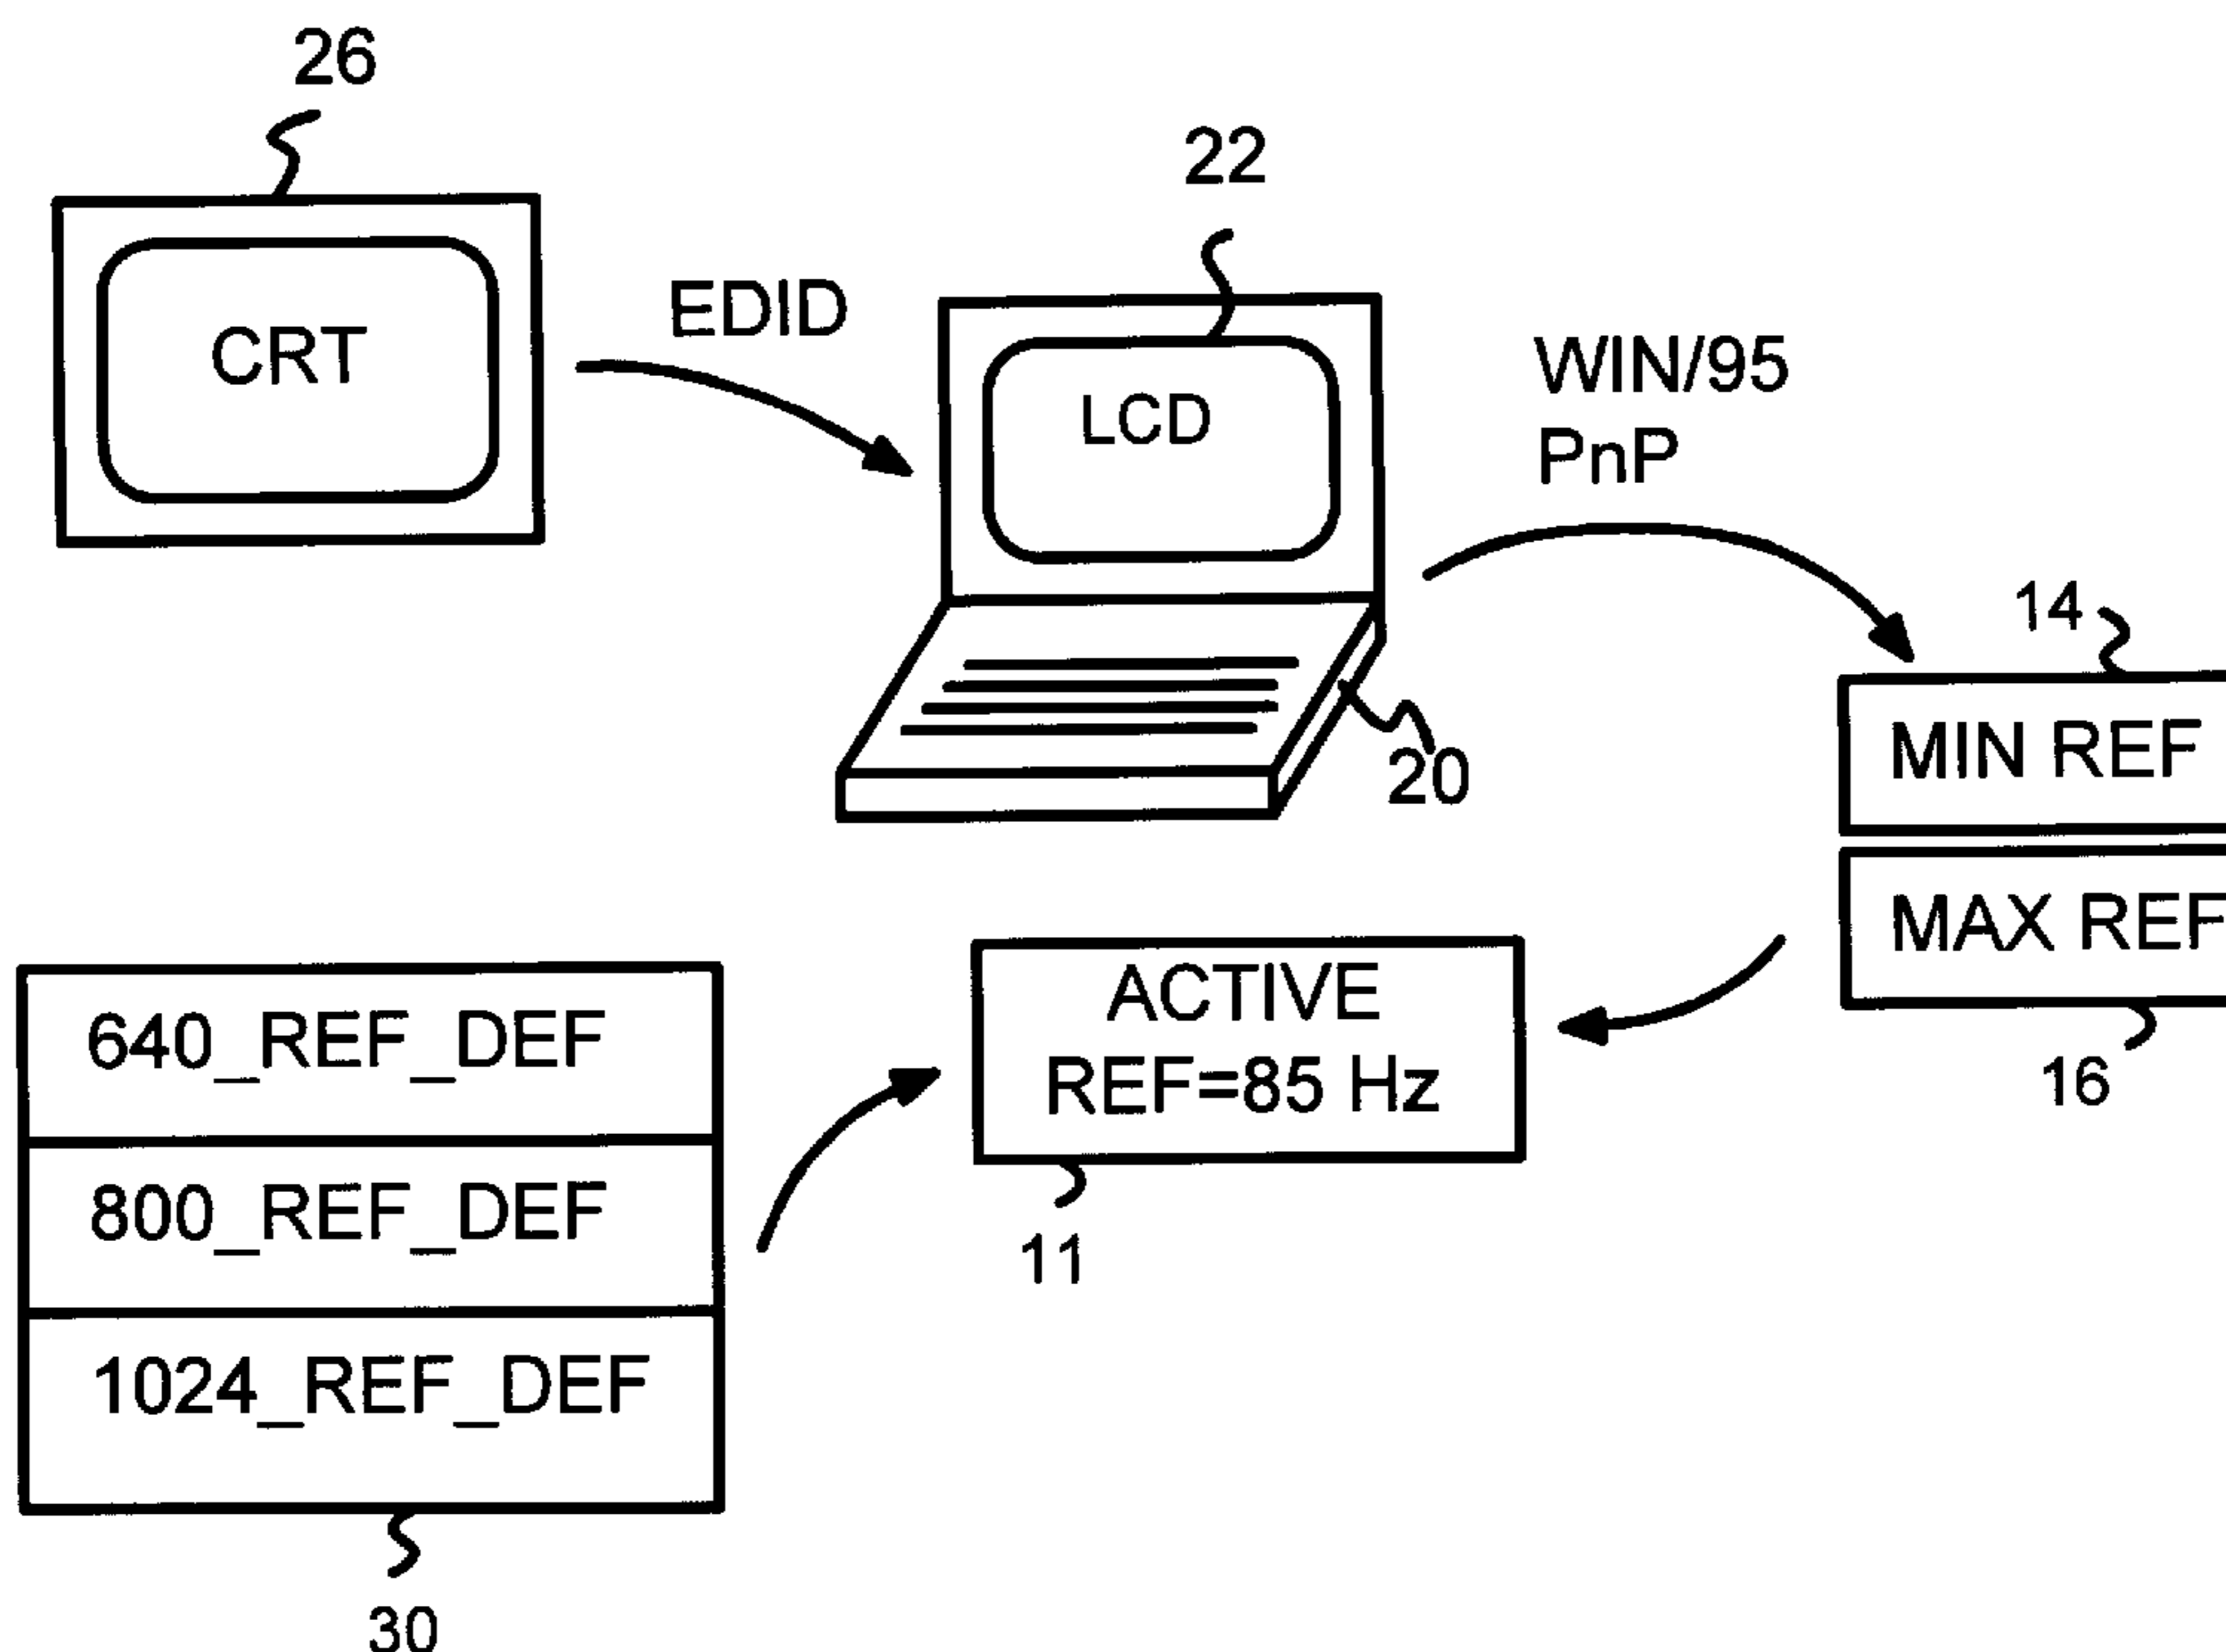 26
22
CRT
EDID
LCD
WIN/95
PnP
14
MIN REF
20
MAX REF
16
640_REF_DEF
800_REF_DEF
1024_REF_DEF
30
ACTIVE
REF=85 Hz
11